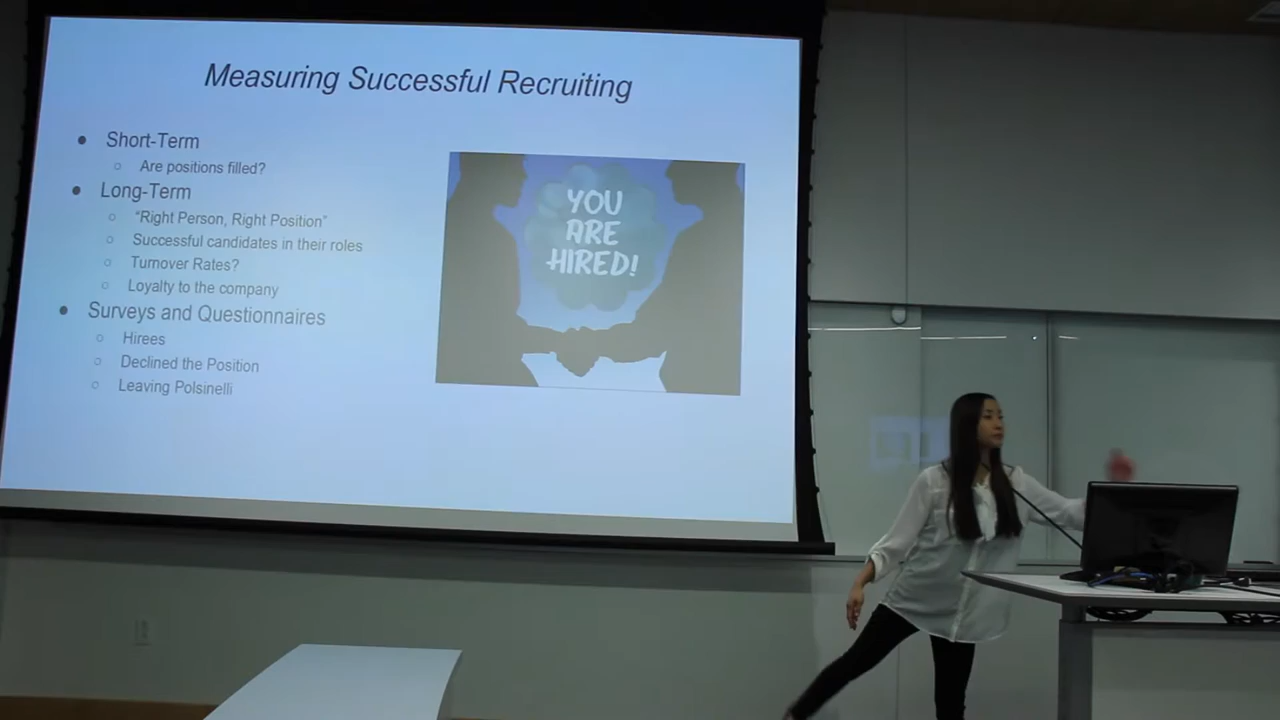 Measuring Successful Recruiting
● Short-Term
○ Are positions filled?
● Long-Term
○ "Right Person, Right Position"
○ Successful candidates in their roles
○ Turnover Rates?
○ Loyalty to the company
● Surveys and Questionnaires
○ Hirees
○ Declined the Position
○ Leaving Polsinelli
YOU
ARE
HIRED!